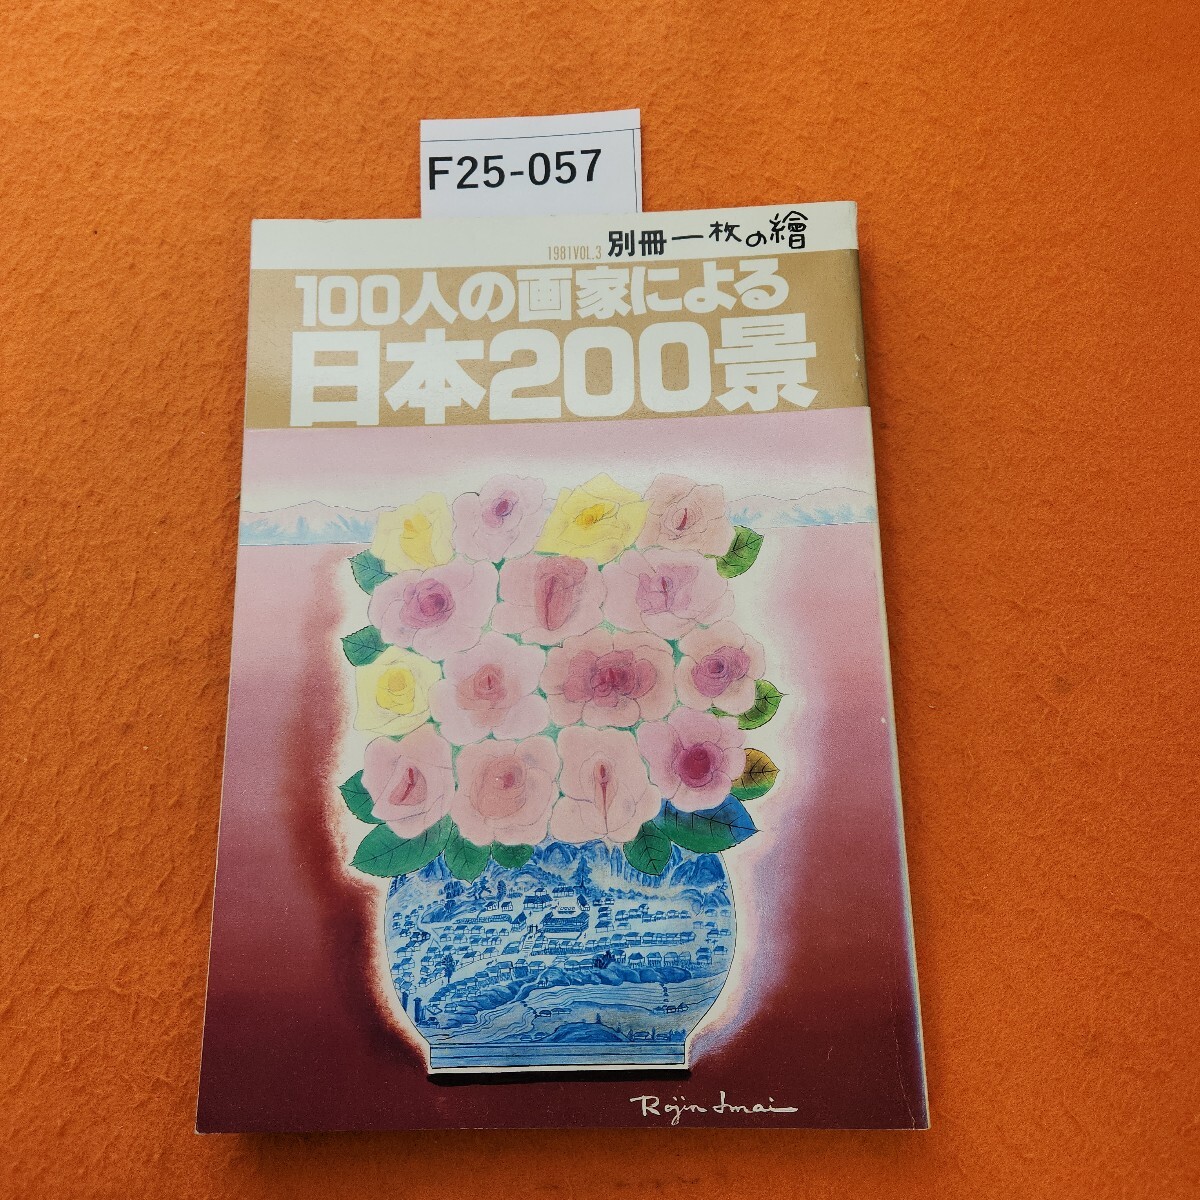 F25-057
1981VOL.3 別冊一枚の繪
100人の画家による
日本200景
Rojin Imai